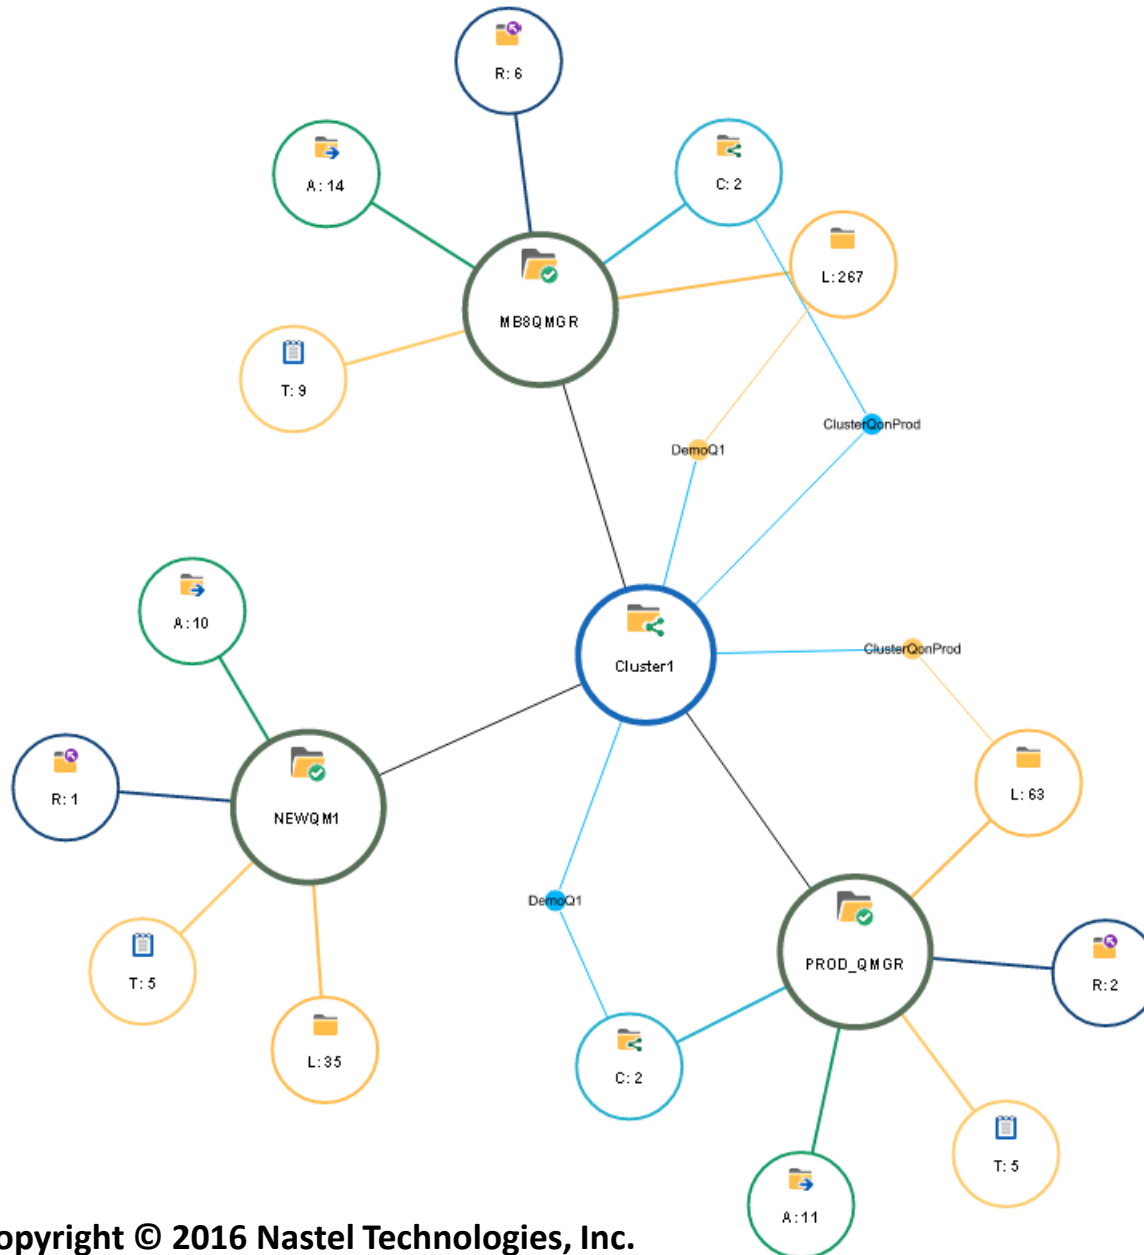 R: 6
A: 14
C: 2
L: 267
MB8QMGR
T: 9
ClusterQonProd
DemoQ1
A: 10
Cluster1
ClusterQonProd
R: 1
L: 63
NEWQM1
DemoQ1
PROD_QMGR
T: 5
R: 2
L: 35
C: 2
T: 5
A: 11
opyright © 2016 Nastel Technologies, Inc.